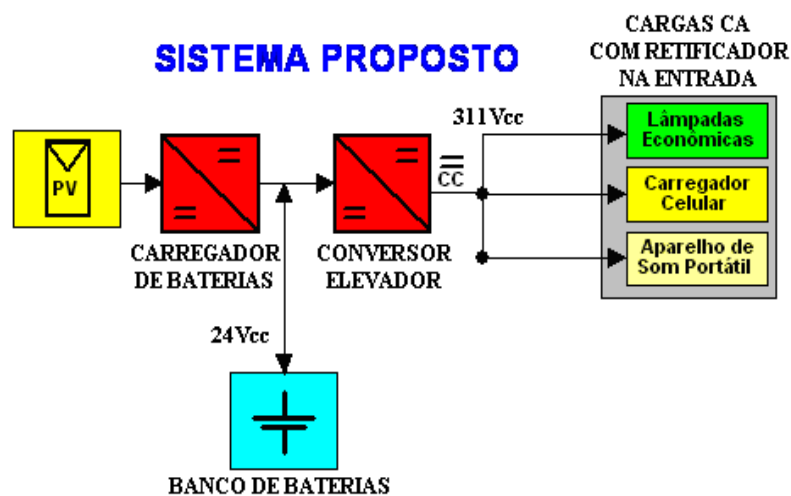 SISTEMA PROPOSTO
CARGAS CA
COM RETIFICADOR
NA ENTRADA
311Vcc
Lâmpadas
Econômicas
PV
CC
Carregador
Celular
CARREGADOR
DE BATERIAS
CONVERSOR
ELEVADOR
Aparelho de
Som Portátil
24Vcc
BANCO DE BATERIAS